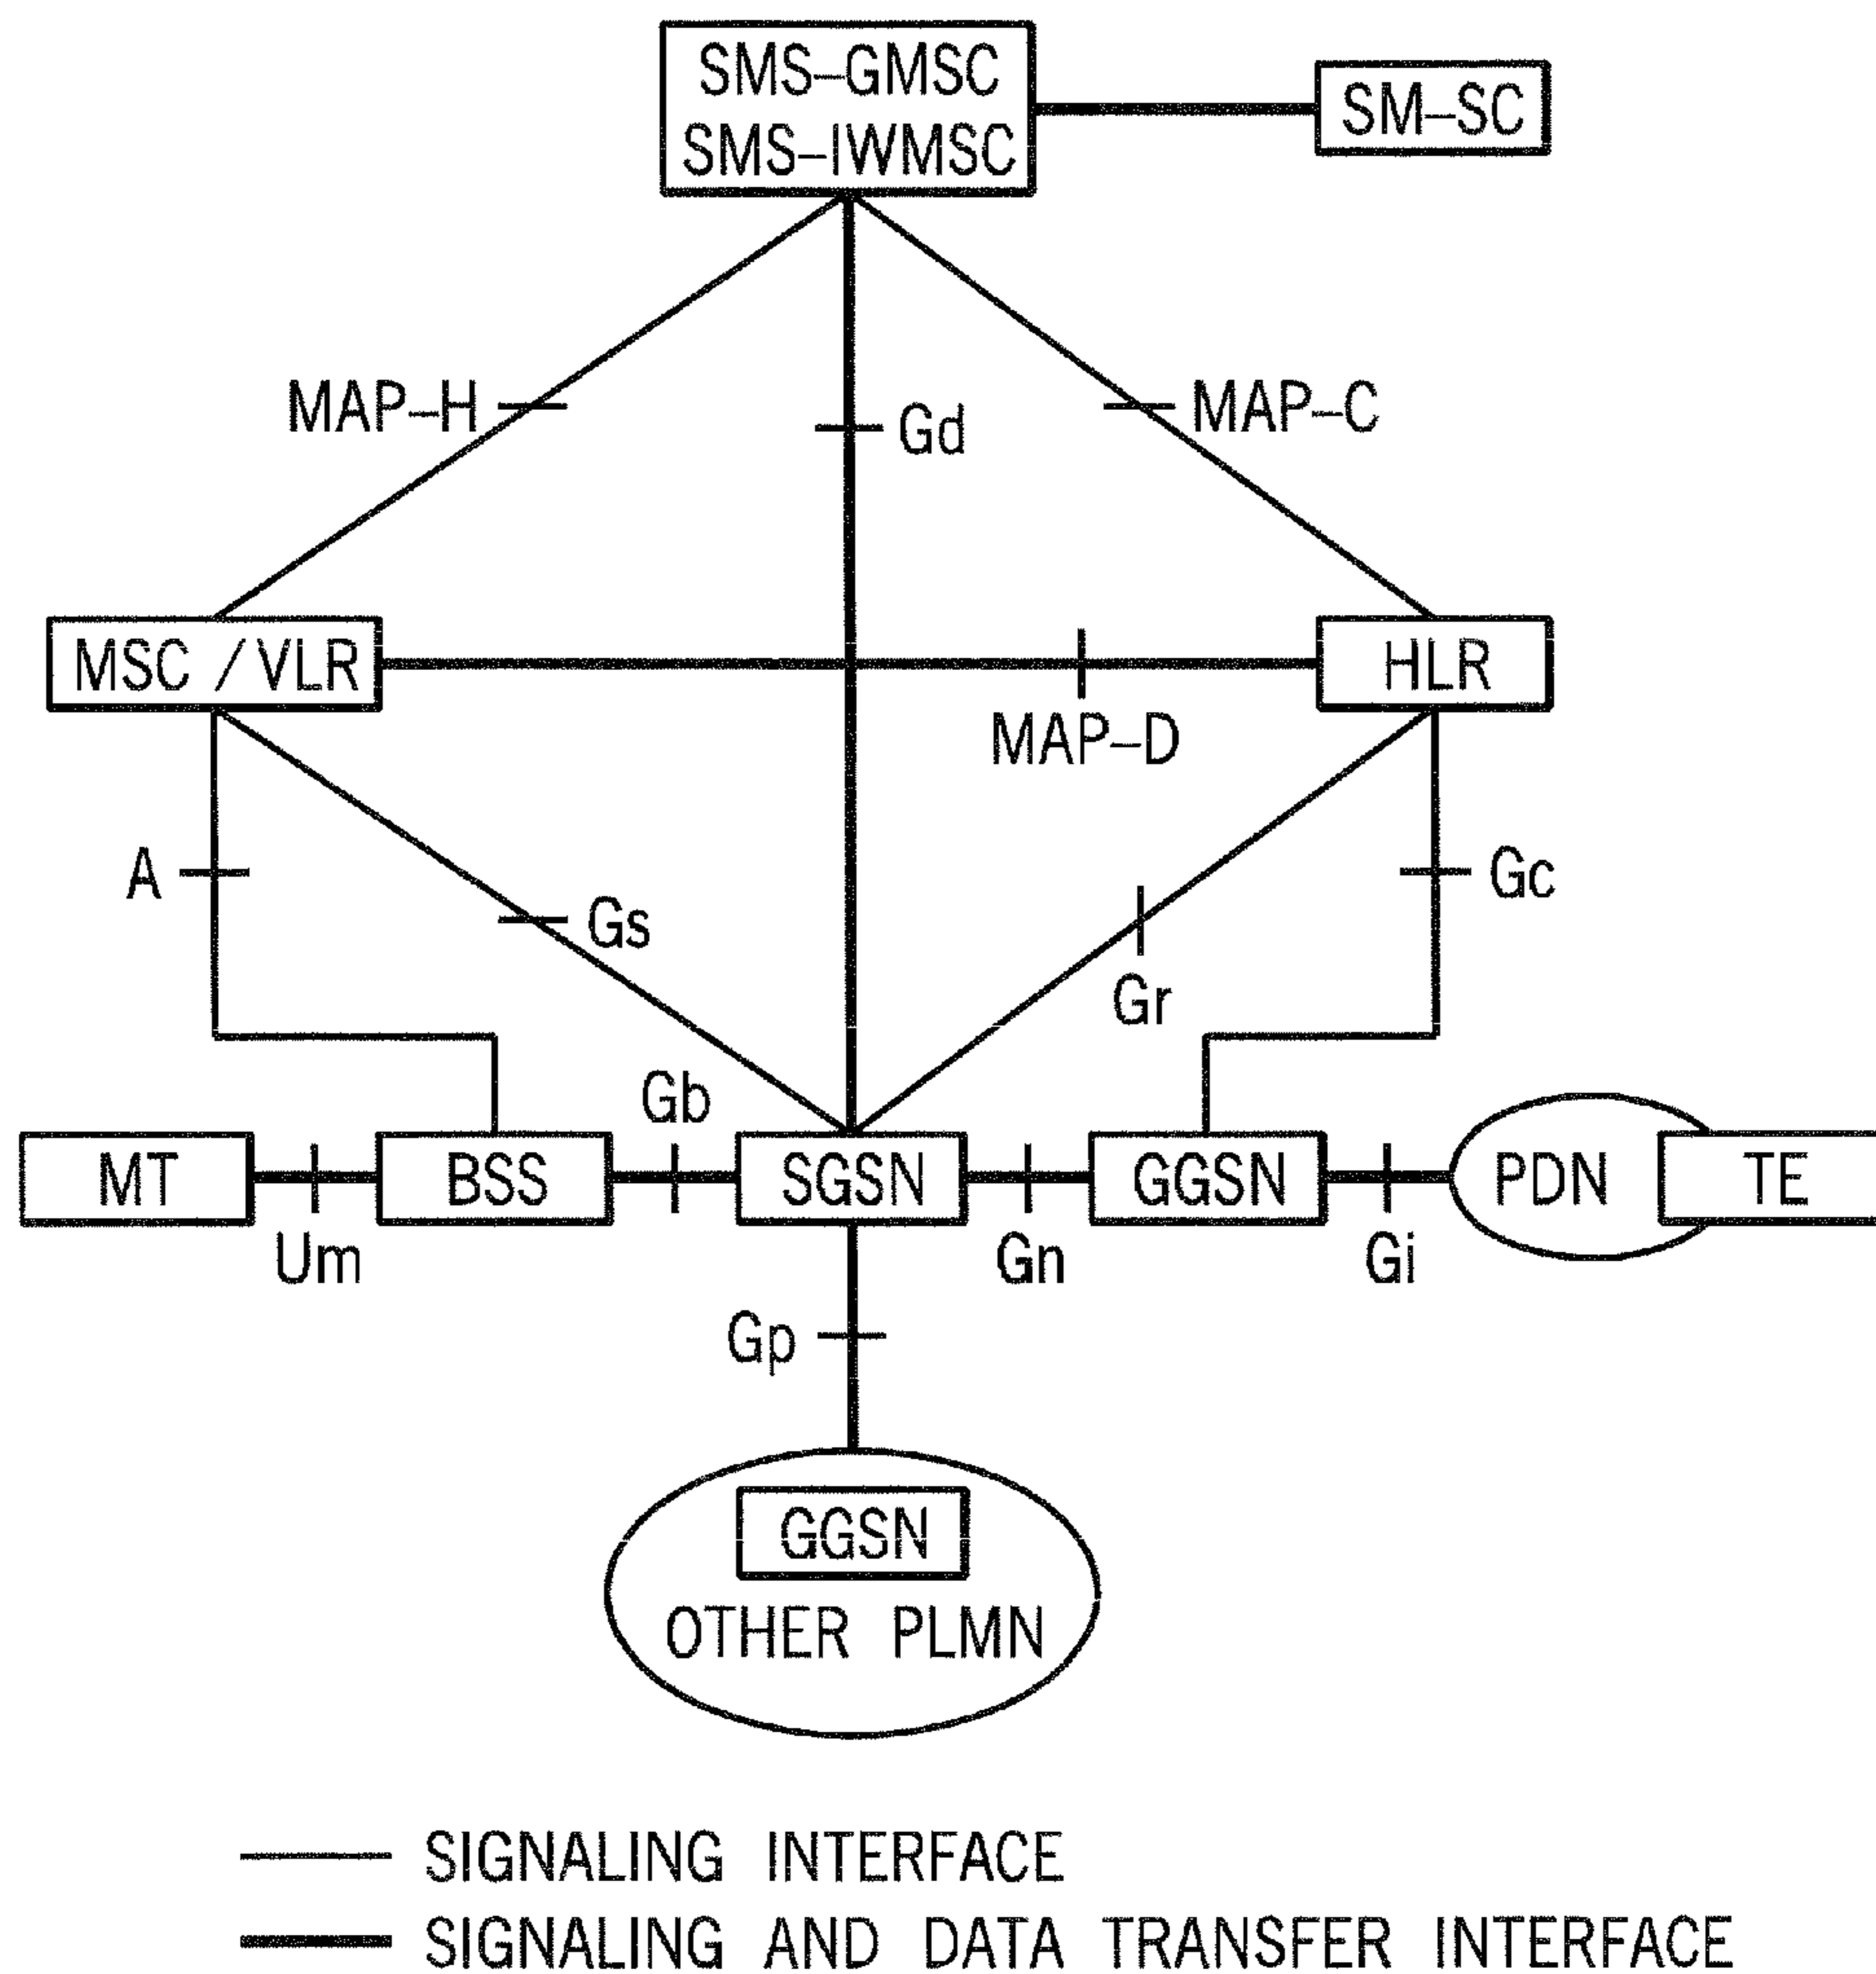 SMS–GMSC
SMS–IWMSC
SM–SC
MAP–H
Gd
MAP–C
MSC / VLR
HLR
MAP–D
A
Gs
Gc
Gr
Gb
MT
BSS
SGSN
GGSN
PDN
TE
Um
Gn
Gi
Gp
GGSN
OTHER PLMN
SIGNALING INTERFACE
SIGNALING AND DATA TRANSFER INTERFACE